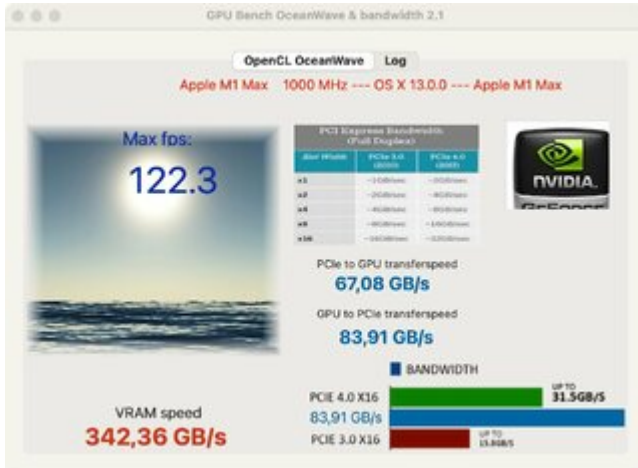 GPU Bench OceanWave & bandwidth 2.1
OpenCL OceanWave Log
Apple M1 Max 1000 MHz --- OS X 13.0.0 --- Apple M1 Max
Max fps:
122.3
PCI Express Bandwidth
(Full Duplex)
Slot Width PCIe 3.0 PCIe 4.0
x1
x2
x4
x8
x16
NVIDIA.
PCIe to GPU transferspeed
67,08 GB/s
GPU to PCIe transferspeed
83,91 GB/s
BANDWIDTH
PCIE 4.0 X16 UP TO 31.5GB/S
83,91 GB/s
PCIE 3.0 X16 UP TO
VRAM speed
342,36 GB/s